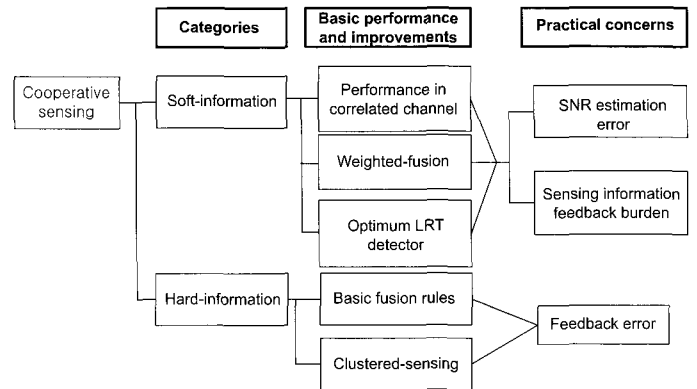 Categories
Basic performance
and improvements
Practical concerns
Cooperative
sensing
Soft-information
Performance in
correlated channel
Weighted-fusion
Optimum LRT
detector
SNR estimation
error
Sensing information
feedback burden
Hard-information
Basic fusion rules
Clustered-sensing
Feedback error